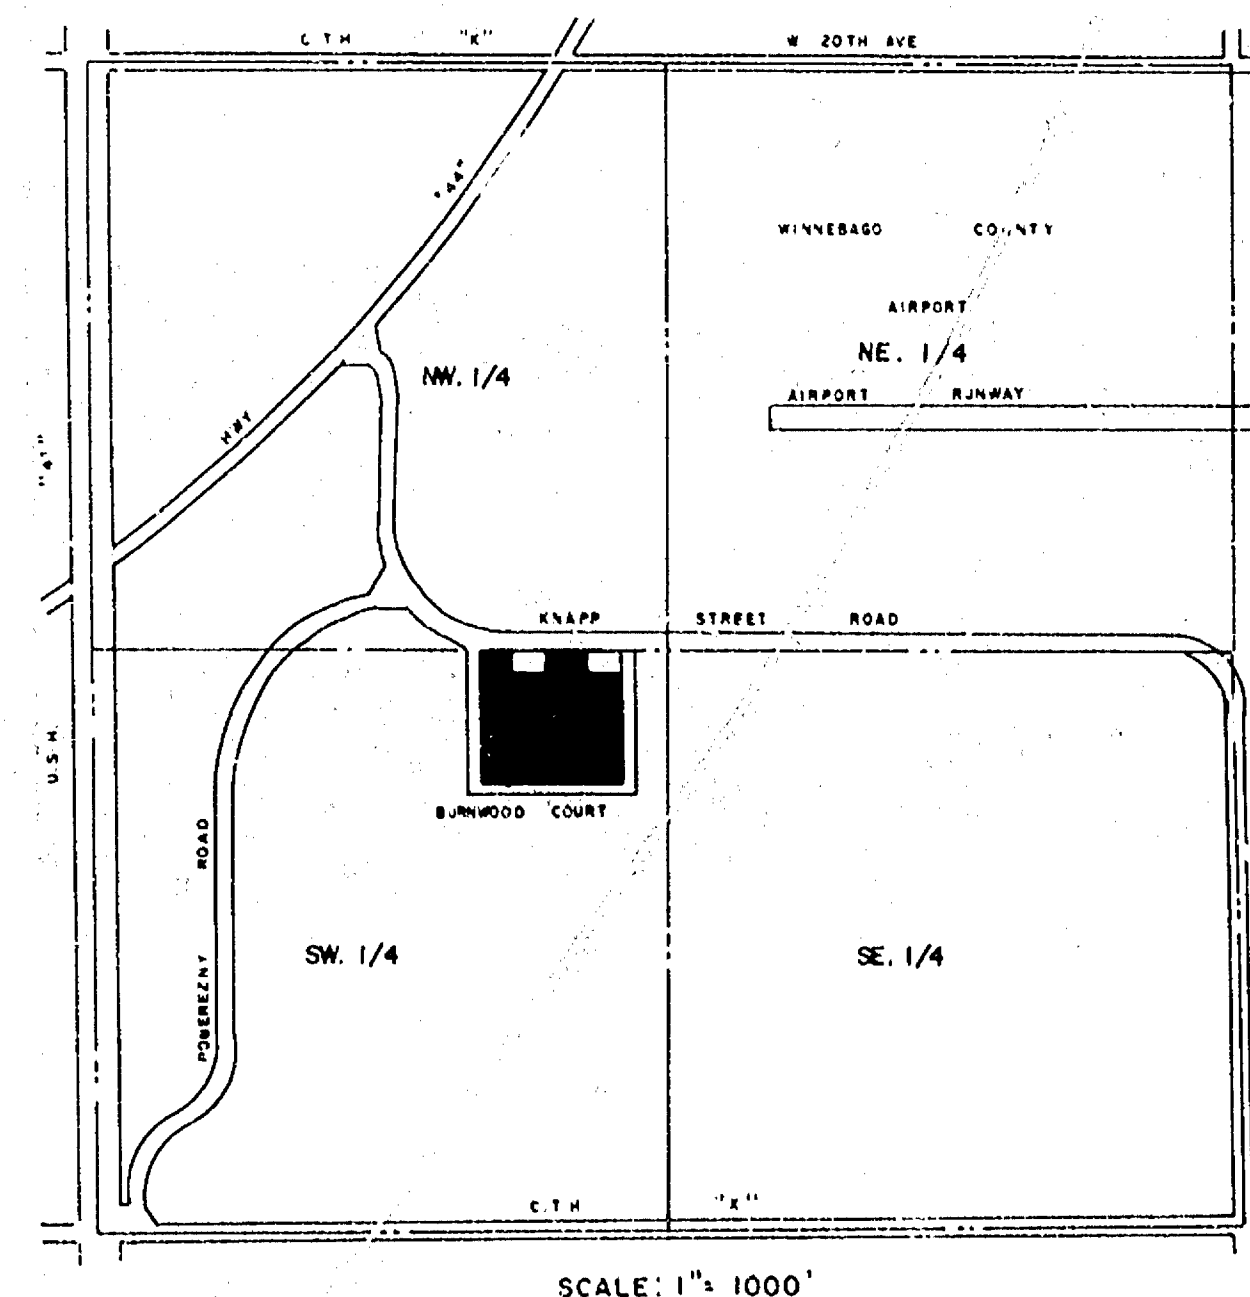 C T H "K" W 20TH AVE
"44"
WINNEBAGO COUNTY
AIRPORT
NE. 1/4
NW. 1/4
AIRPORT RUNWAY
HWY
"41"
KNAPP STREET ROAD
U.S.H.
BURNWOOD COURT
POBEREZNY ROAD
SW. 1/4
SE. 1/4
C.T.H "X"
SCALE: 1"= 1000'